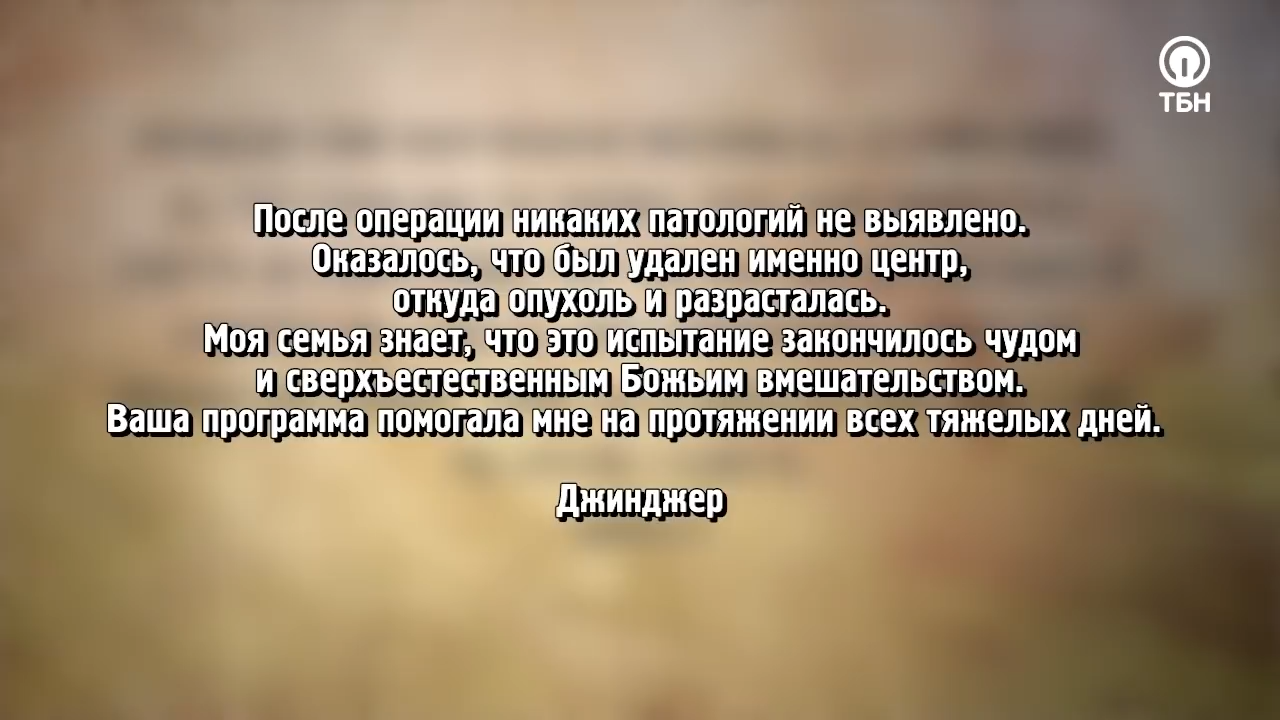 ТБН
После операции никаких патологий не выявлено.
Оказалось, что был удален именно центр,
откуда опухоль и разрасталась.
Моя семья знает, что это испытание закончилось чудом
и сверхъестественным Божьим вмешательством.
Ваша программа помогала мне на протяжении всех тяжелых дней.
Джинджер